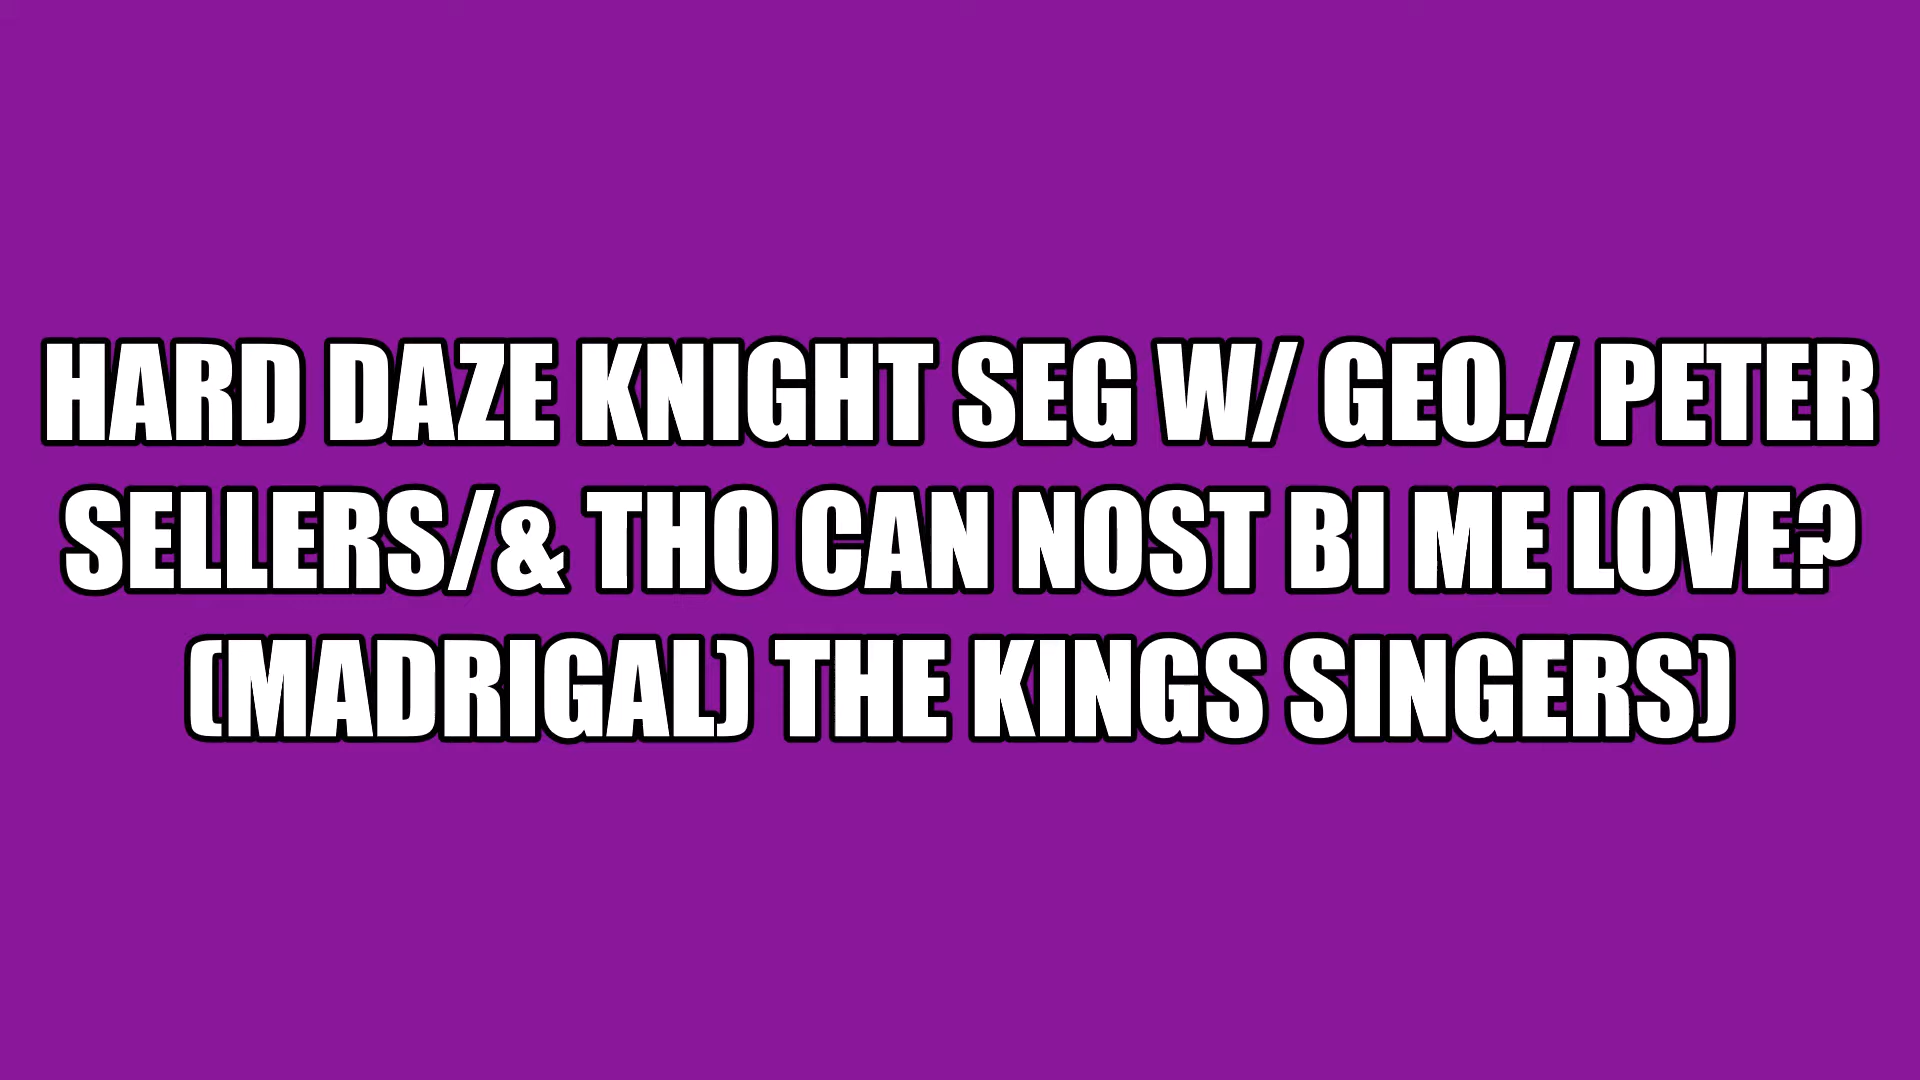 HARD DAZE KNIGHT SEG W/ GEO./ PETER
SELLERS/& THO CAN NOST BI ME LOVE?
(MADRIGAL) THE KINGS SINGERS)